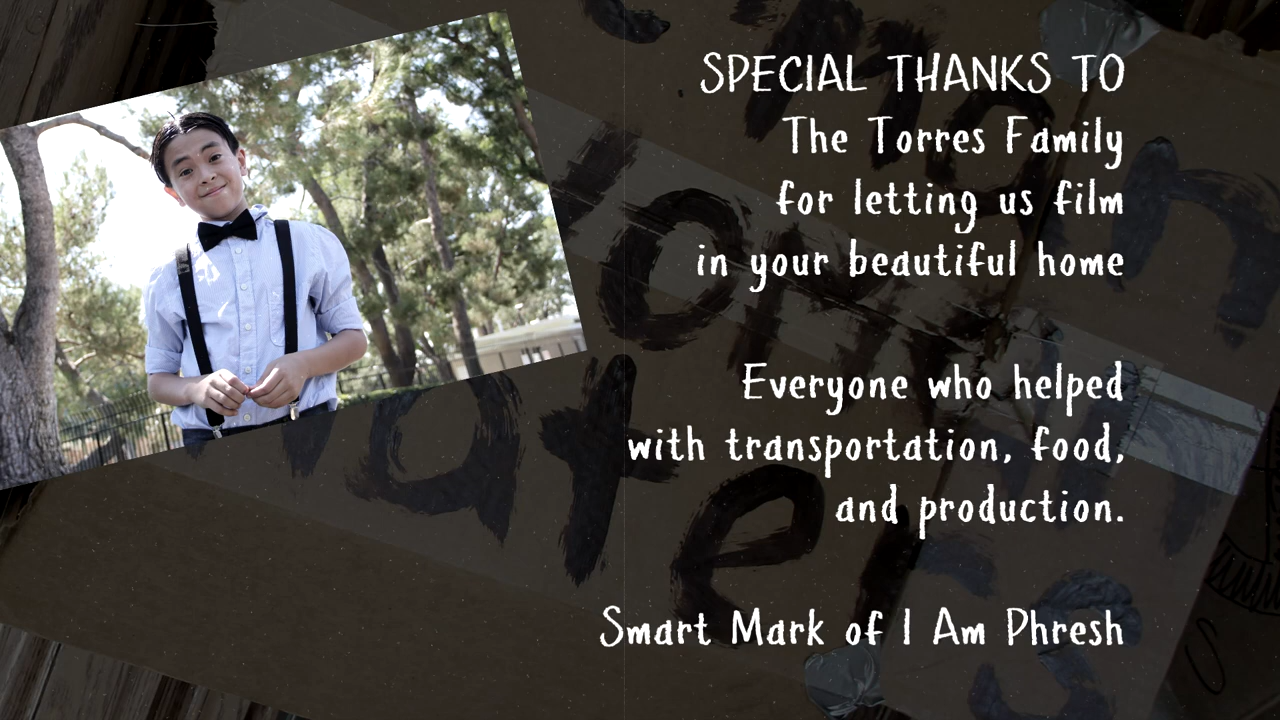 SPECIAL THANKS TO
The Torres Family
for letting us film
in your beautiful home
Everyone who helped
with transportation, food,
and production.
Smart Mark of I Am Phresh